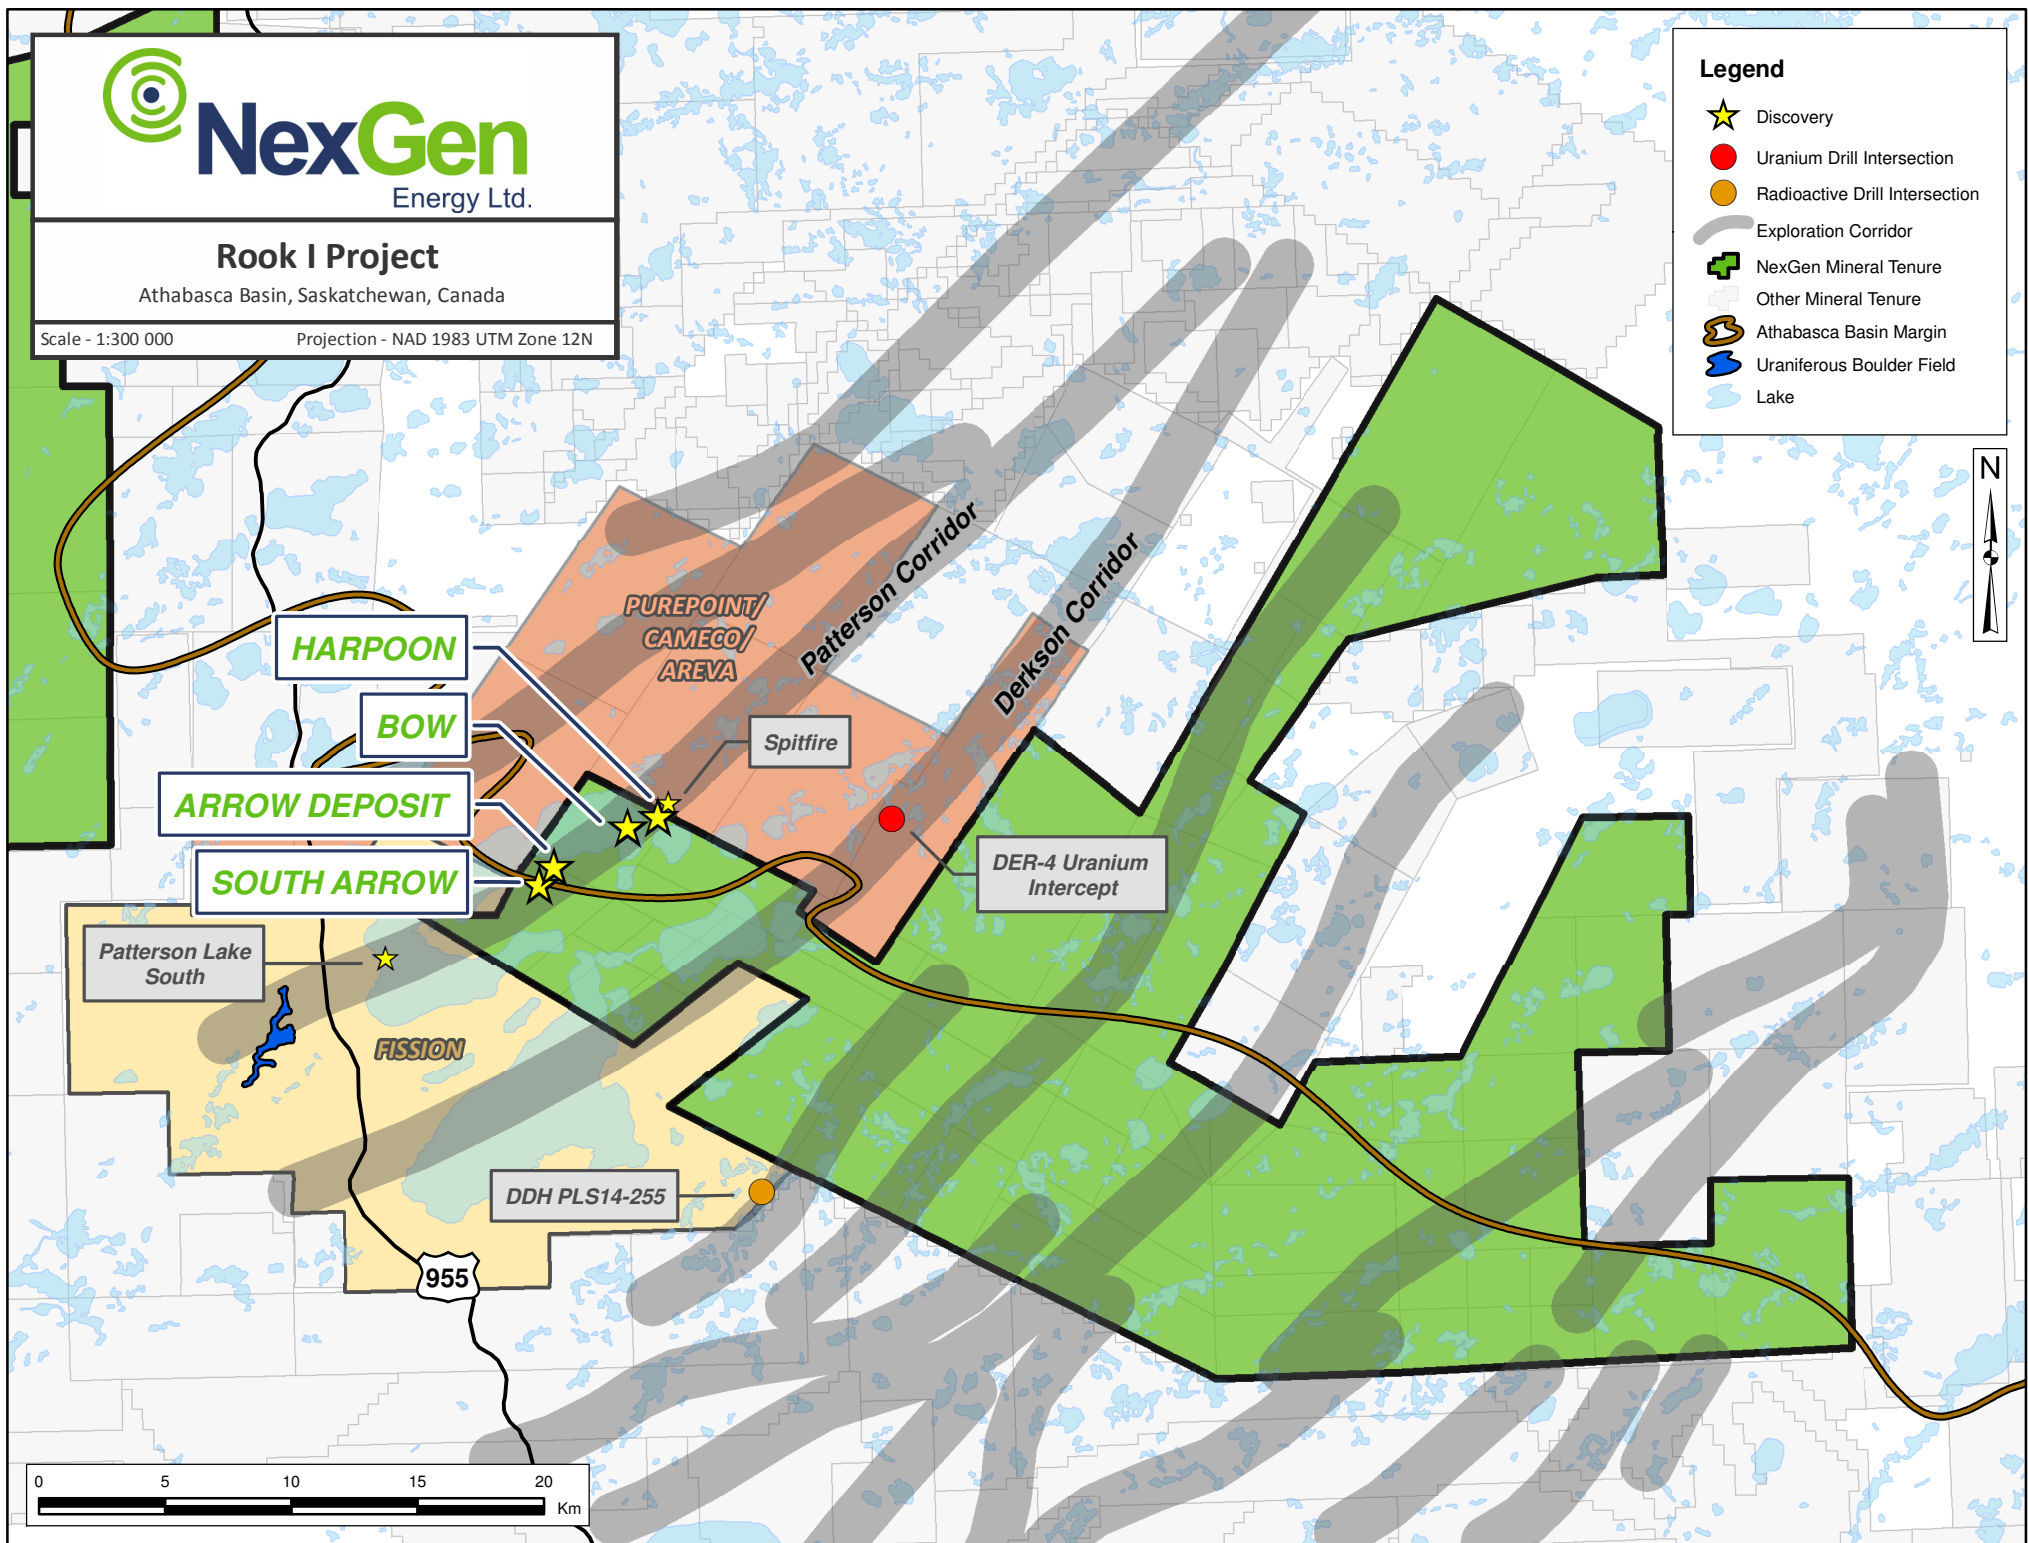 NexGen
Energy Ltd.
Rook I Project
Athabasca Basin, Saskatchewan, Canada
Scale - 1:300 000
Projection - NAD 1983 UTM Zone 12N
Legend
Discovery
Uranium Drill Intersection
Radioactive Drill Intersection
Exploration Corridor
NexGen Mineral Tenure
Other Mineral Tenure
Athabasca Basin Margin
Uraniferous Boulder Field
Lake
N
PUREPOINT/
CAMECO/
AREVA
Patterson Corridor
Derkson Corridor
HARPOON
BOW
Spitfire
ARROW DEPOSIT
SOUTH ARROW
DER-4 Uranium
Intercept
Patterson Lake
South
FISSION
DDH PLS14-255
955
0 5 10 15 20
Km